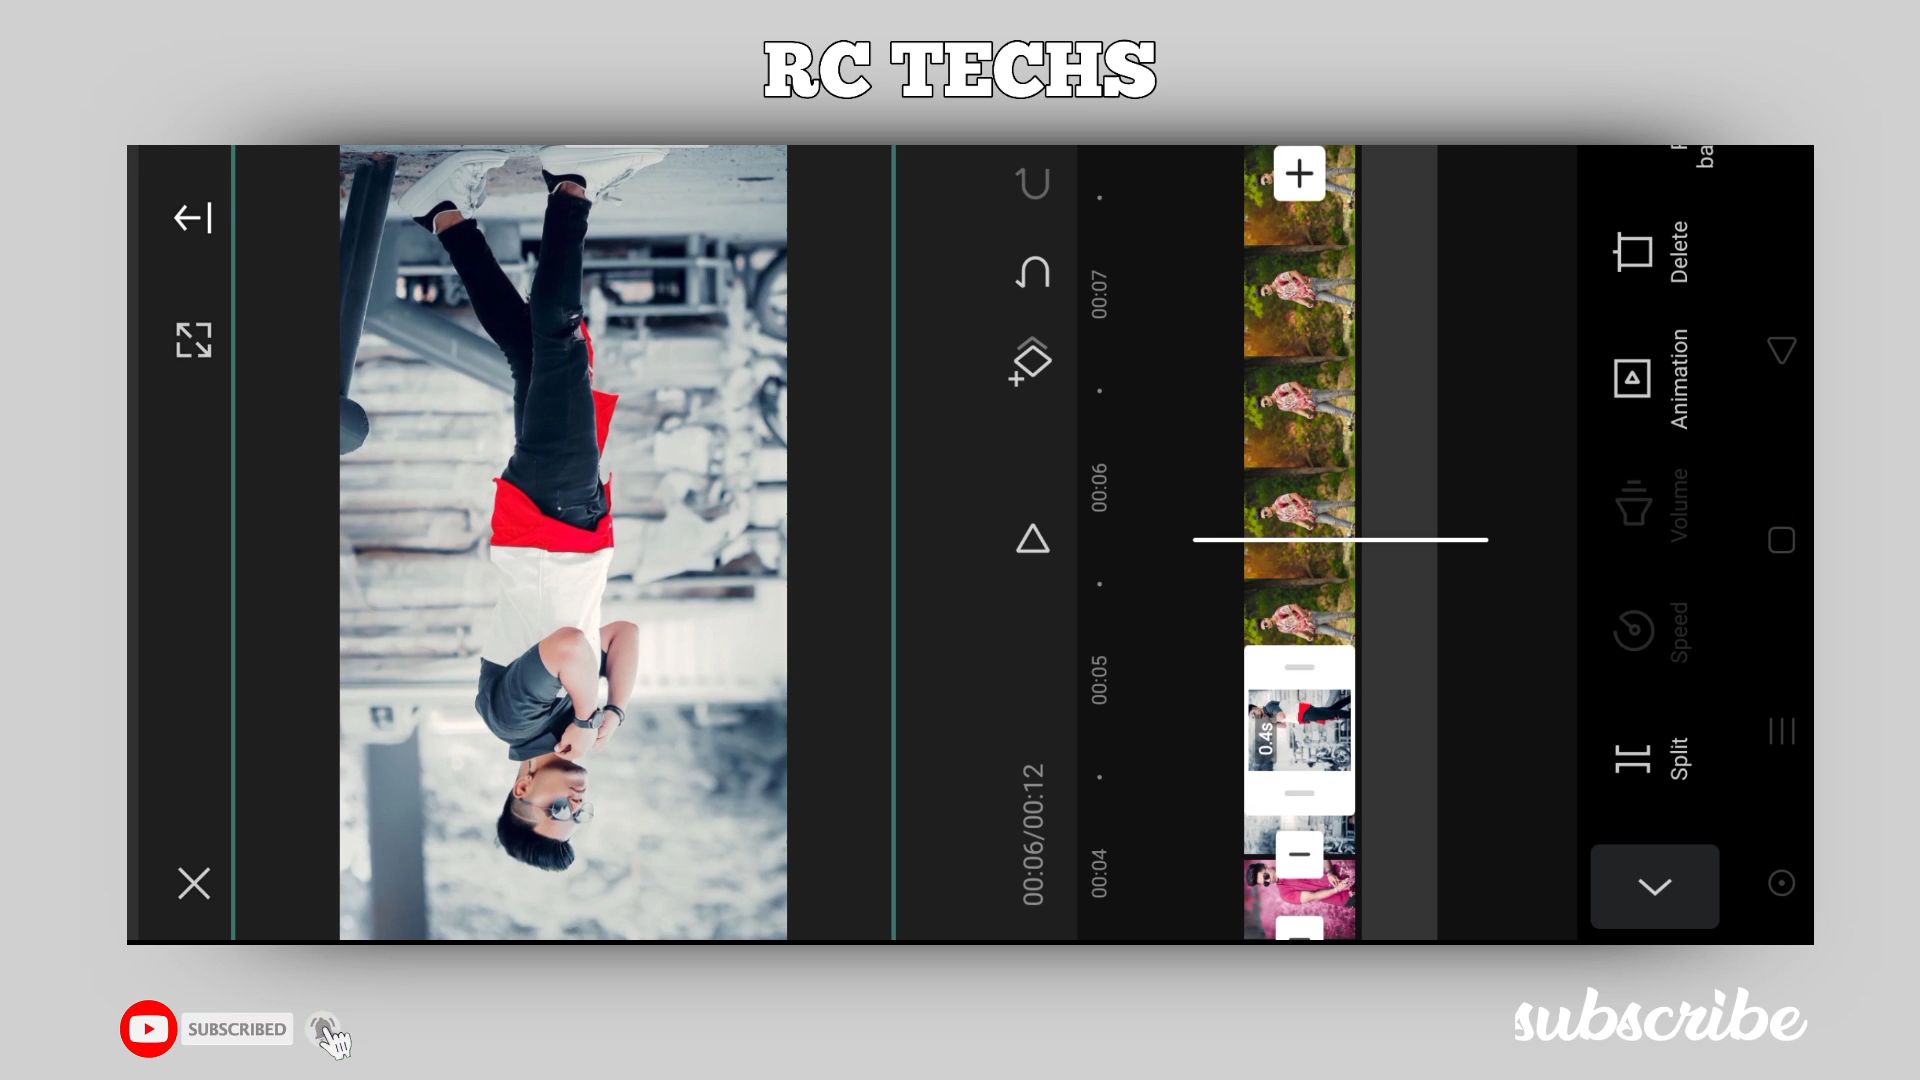 RC TECHS
00:06/00:12
00:04
00:05
00:06
00:07
0.4s
Split
Speed
Volume
Animation
Delete
ba
SUBSCRIBED
subscribe